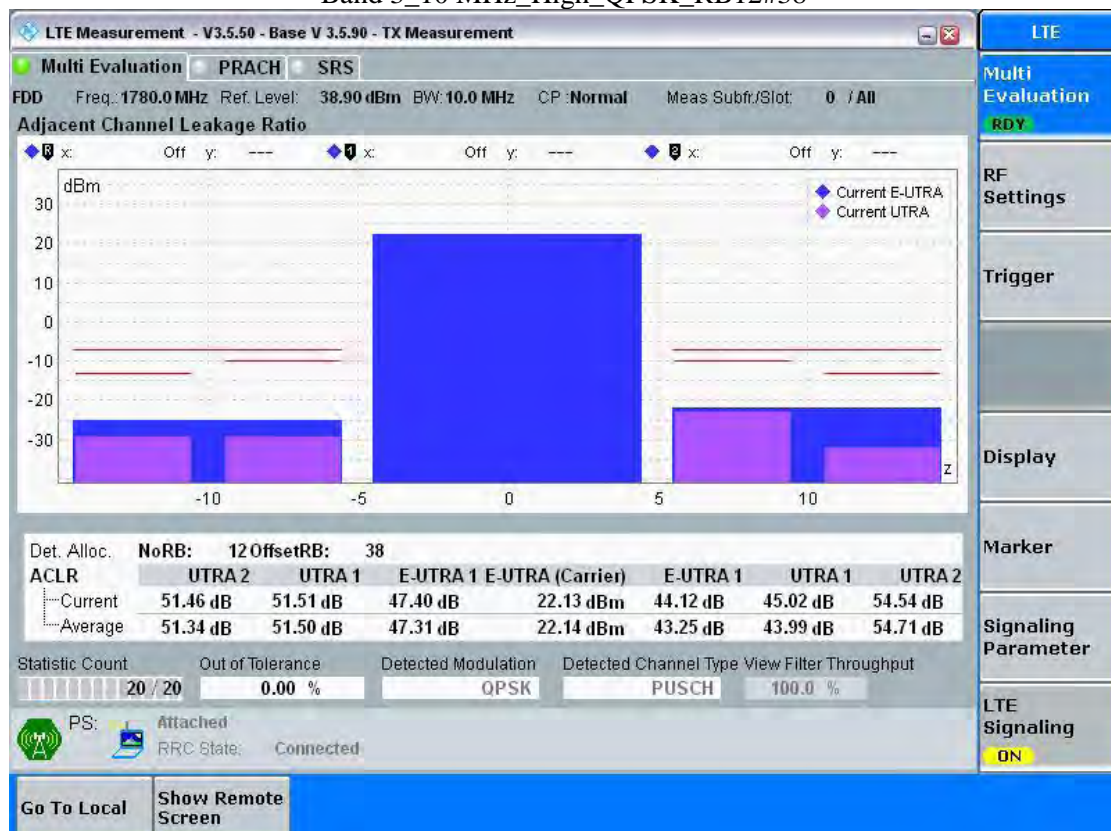 Band 3_10 MHz_High_QPSK_RB12#38
LTE Measurement - V3.5.50 - Base V 3.5.90 - TX Measurement
LTE
Multi Evaluation PRACH SRS
Multi
Evaluation
RDY
FDD Freq.: 1780.0 MHz Ref. Level: 38.90 dBm BW: 10.0 MHz CP :Normal Meas Subfr./Slot: 0 / All
Adjacent Channel Leakage Ratio
R x: Off y: --- 1 x: Off y: --- 2 x: Off y: ---
dBm
Current E-UTRA
Current UTRA
30
20
10
0
-10
-20
-30
z
-10 -5 0 5 10
RF
Settings
Trigger
Display
Marker
Signaling
Parameter
LTE
Signaling
ON
Det. Alloc. NoRB: 12 OffsetRB: 38
ACLR UTRA 2 UTRA 1 E-UTRA 1 E-UTRA (Carrier) E-UTRA 1 UTRA 1 UTRA 2
Current 51.46 dB 51.51 dB 47.40 dB 22.13 dBm 44.12 dB 45.02 dB 54.54 dB
Average 51.34 dB 51.50 dB 47.31 dB 22.14 dBm 43.25 dB 43.99 dB 54.71 dB
Statistic Count Out of Tolerance Detected Modulation Detected Channel Type View Filter Throughput
20 / 20 0.00 % QPSK PUSCH 100.0 %
PS: Attached
RRC State: Connected
Go To Local
Show Remote
Screen